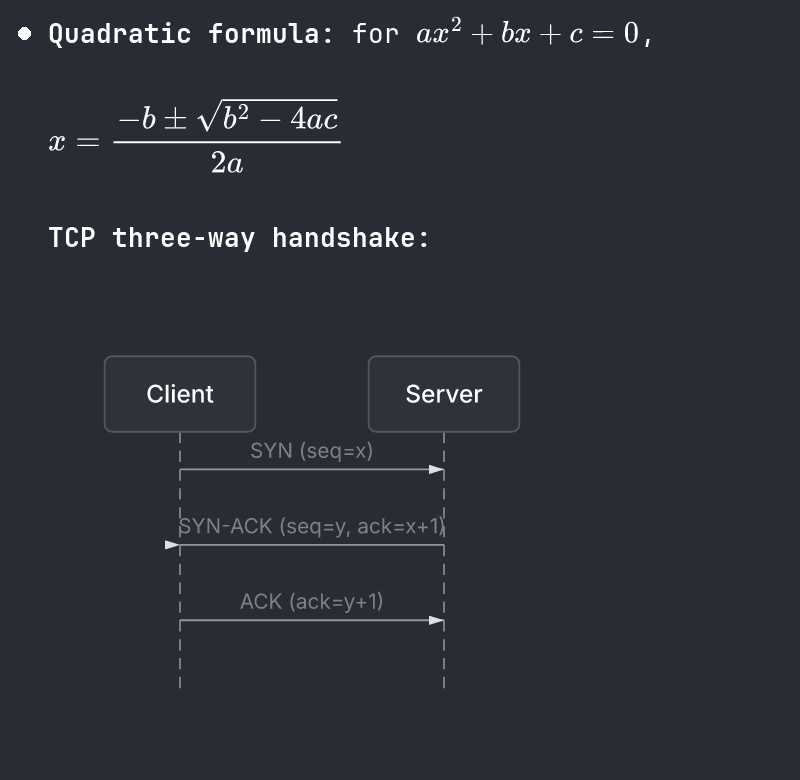 • Quadratic formula: for ax² + bx + c = 0,
x = (−b ± √(b² − 4ac)) / 2a
TCP three-way handshake:
Client Server
SYN (seq=x)
SYN-ACK (seq=y, ack=x+1)
ACK (ack=y+1)